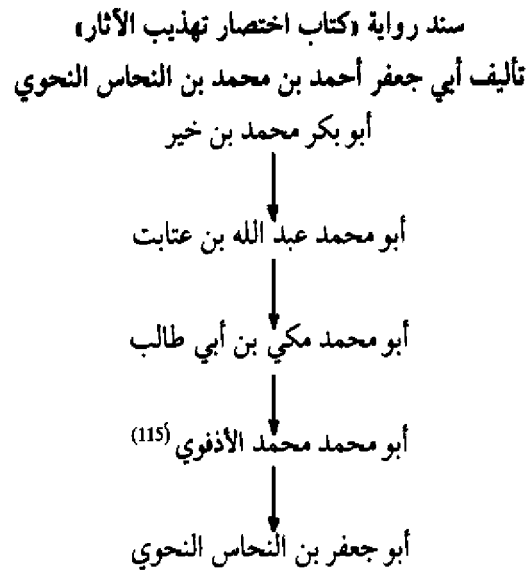 سند رواية «كتاب اختصار تهذيب الآثار»
تأليف أبي جعفر أحمد بن محمد بن النحاس النحوي
أبو بكر محمد بن خير
أبو محمد عبد الله بن عتابت
أبو محمد مكي بن أبي طالب
أبو محمد محمد الأذفوي (115)
أبو جعفر بن النحاس النحوي